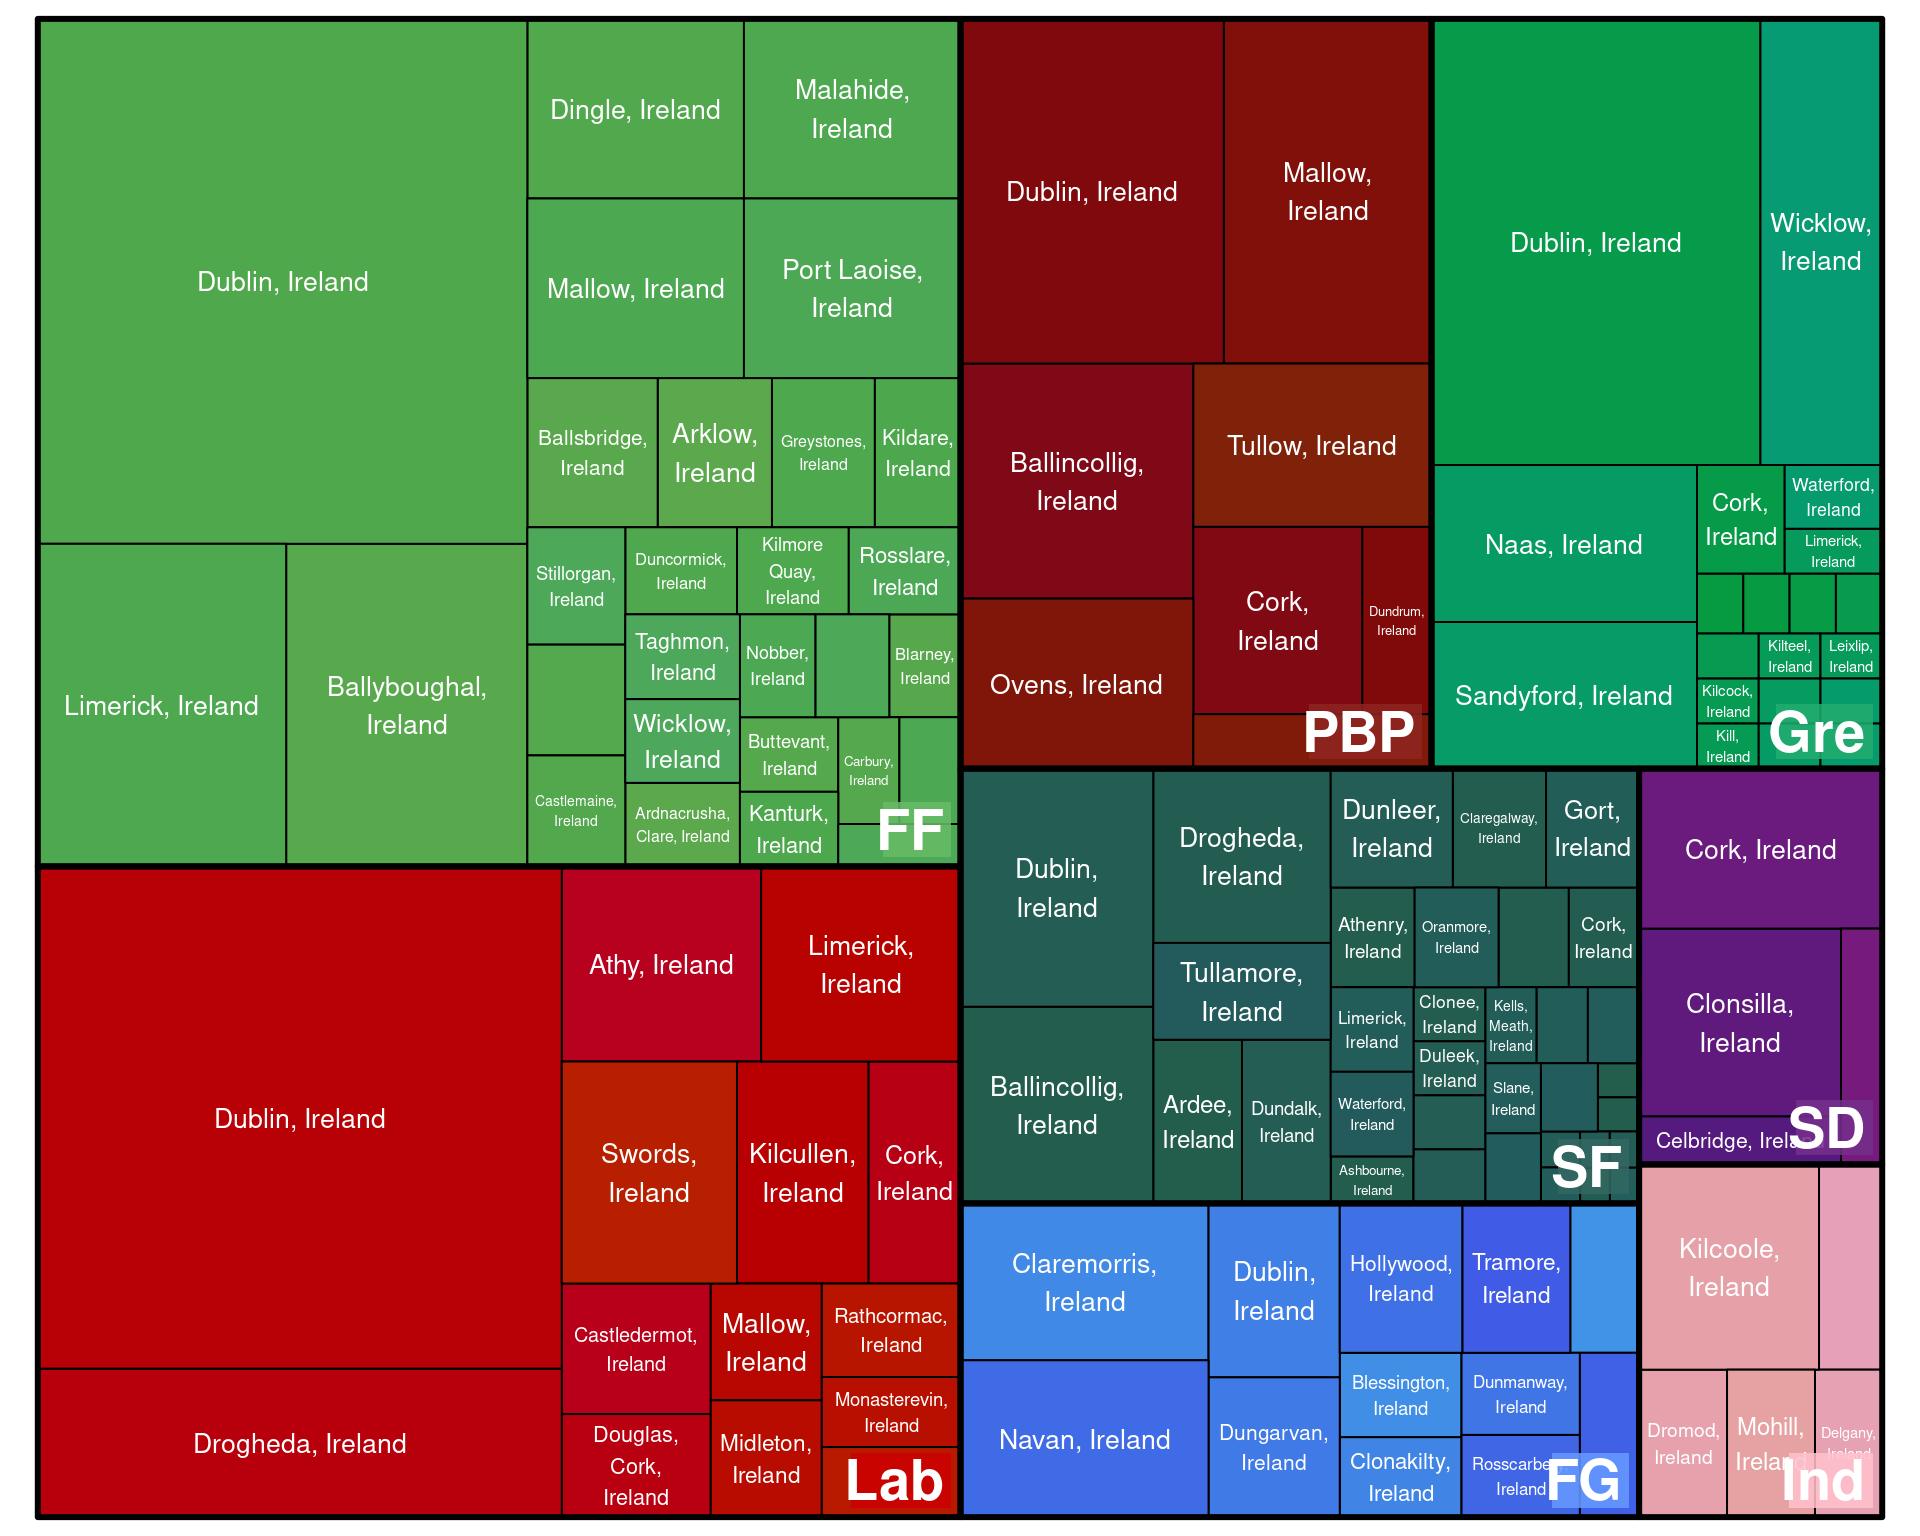 Dublin, Ireland
Dingle, Ireland
Malahide,
Ireland
Mallow, Ireland
Port Laoise,
Ireland
Ballsbridge,
Ireland
Arklow,
Ireland
Greystones,
Ireland
Kildare,
Ireland
Limerick, Ireland
Ballyboughal,
Ireland
Stillorgan,
Ireland
Duncormick,
Ireland
Kilmore
Quay,
Ireland
Rosslare,
Ireland
Taghmon,
Ireland
Nobber,
Ireland
Blarney,
Ireland
Wicklow,
Ireland
Buttevant,
Ireland
Carbury,
Ireland
Castlemaine,
Ireland
Ardnacrusha,
Clare, Ireland
Kanturk,
Ireland
FF
Dublin, Ireland
Mallow,
Ireland
Ballincollig,
Ireland
Tullow, Ireland
Cork,
Ireland
Dundrum,
Ireland
Ovens, Ireland
PBP
Dublin, Ireland
Wicklow,
Ireland
Naas, Ireland
Cork,
Ireland
Waterford,
Ireland
Limerick,
Ireland
Sandyford, Ireland
Kilteel,
Ireland
Leixlip,
Ireland
Kilcock,
Ireland
Kill,
Ireland
Gre
Dublin, Ireland
Athy, Ireland
Limerick,
Ireland
Swords,
Ireland
Kilcullen,
Ireland
Cork,
Ireland
Drogheda, Ireland
Castledermot,
Ireland
Mallow,
Ireland
Rathcormac,
Ireland
Monasterevin,
Ireland
Douglas,
Cork,
Ireland
Midleton,
Ireland
Lab
Dublin,
Ireland
Drogheda,
Ireland
Dunleer,
Ireland
Claregalway,
Ireland
Gort,
Ireland
Tullamore,
Ireland
Athenry,
Ireland
Oranmore,
Ireland
Cork,
Ireland
Ballincollig,
Ireland
Ardee,
Ireland
Dundalk,
Ireland
Limerick,
Ireland
Clonee,
Ireland
Kells,
Meath,
Ireland
Duleek,
Ireland
Waterford,
Ireland
Slane,
Ireland
Ashbourne,
Ireland
SF
Cork, Ireland
Clonsilla,
Ireland
Celbridge, Irela
SD
Claremorris,
Ireland
Dublin,
Ireland
Hollywood,
Ireland
Tramore,
Ireland
Navan, Ireland
Dungarvan,
Ireland
Blessington,
Ireland
Dunmanway,
Ireland
Clonakilty,
Ireland
Rosscarbe
Ireland
FG
Kilcoole,
Ireland
Dromod,
Ireland
Mohill,
Ireland
Delgany,
Ireland
Ind